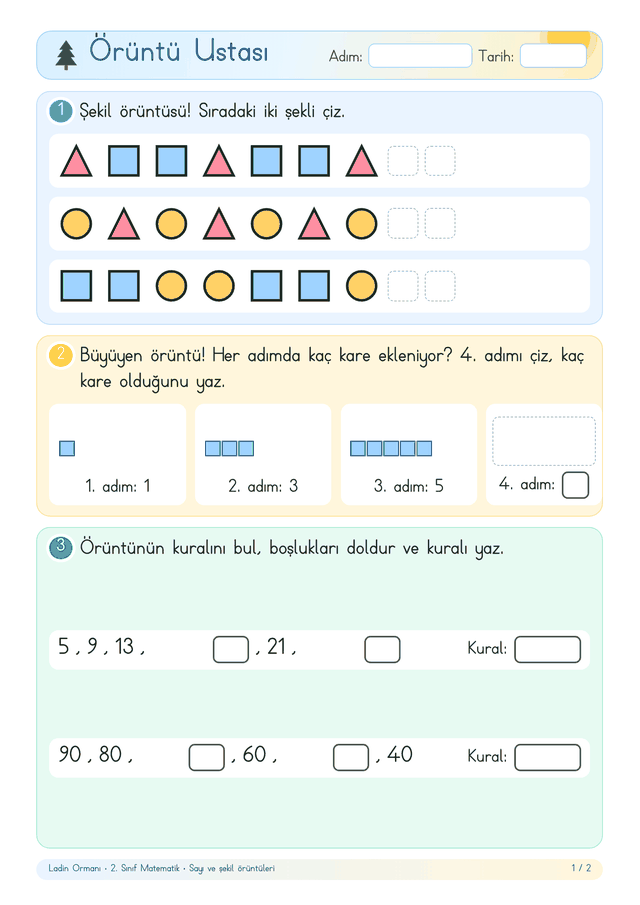 Örüntü Ustası
Adım:
Tarih:
1 Şekil örüntüsü! Sıradaki iki şekli çiz.
2 Büyüyen örüntü! Her adımda kaç kare ekleniyor? 4. adımı çiz, kaç
kare olduğunu yaz.
1. adım: 1
2. adım: 3
3. adım: 5
4. adım:
3 Örüntünün kuralını bul, boşlukları doldur ve kuralı yaz.
5 , 9 , 13 , , 21 , Kural:
90 , 80 , , 60 , , 40 Kural:
Ladin Ormanı • 2. Sınıf Matematik • Sayı ve şekil örüntüleri 1 / 2